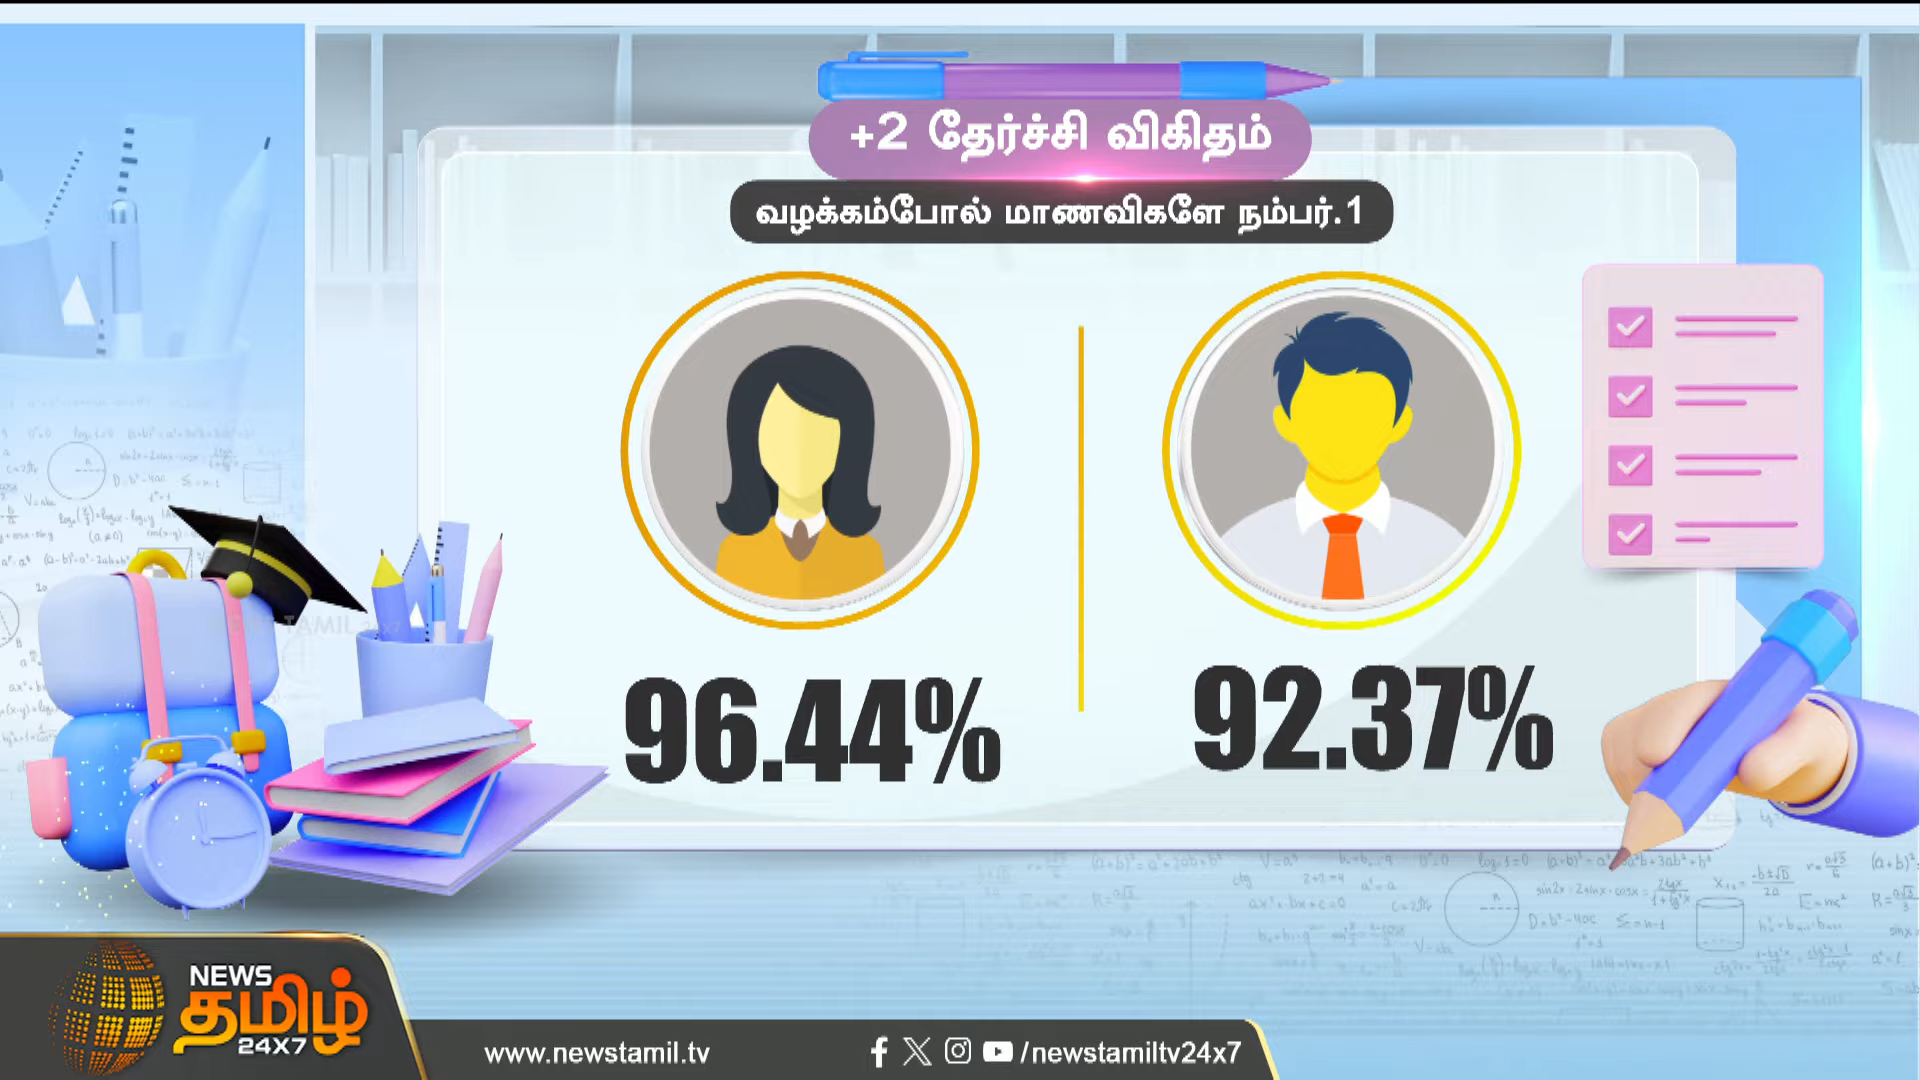 +2 தேர்ச்சி விகிதம்
வழக்கம்போல் மாணவிகளே நம்பர்.1
96.44%
92.37%
NEWS
தமிழ்
24X7
www.newstamil.tv
/newstamiltv24x7